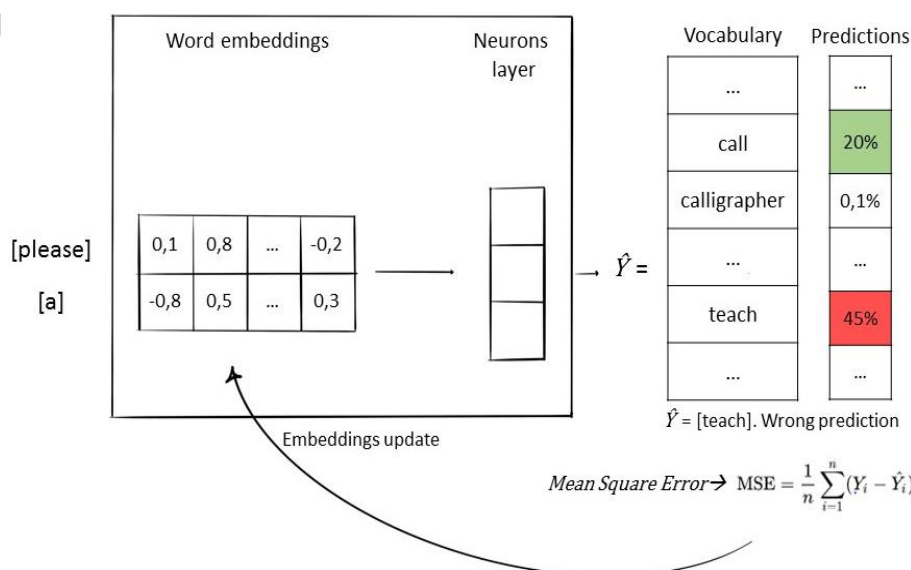 Word embeddings
Neurons
layer
Vocabulary
Predictions
...
...
call
20%
calligrapher
0,1%
...
...
teach
45%
...
...
[please]
0,1 0,8 ... -0,2
[a]
-0,8 0,5 ... 0,3
Ŷ =
Ŷ = [teach]. Wrong prediction
Embeddings update
Mean Square Error→ MSE = 1/n ∑ i=1 n (Yi − Ŷi)